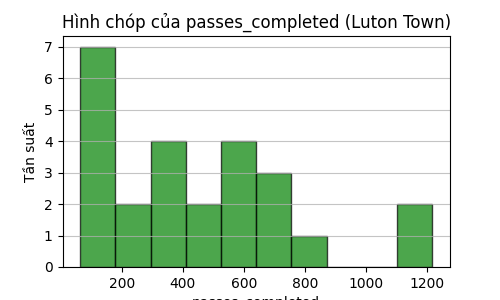 Hình chóp của passes_completed (Luton Town)
Tần suất
7
6
5
4
3
2
1
0
200 400 600 800 1000 1200
passes_completed